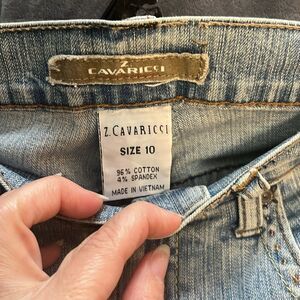 Z.
CAVARICCI
Z.CAVARICCI
SIZE 10
96% COTTON
4% SPANDEX
MADE IN VIETNAM